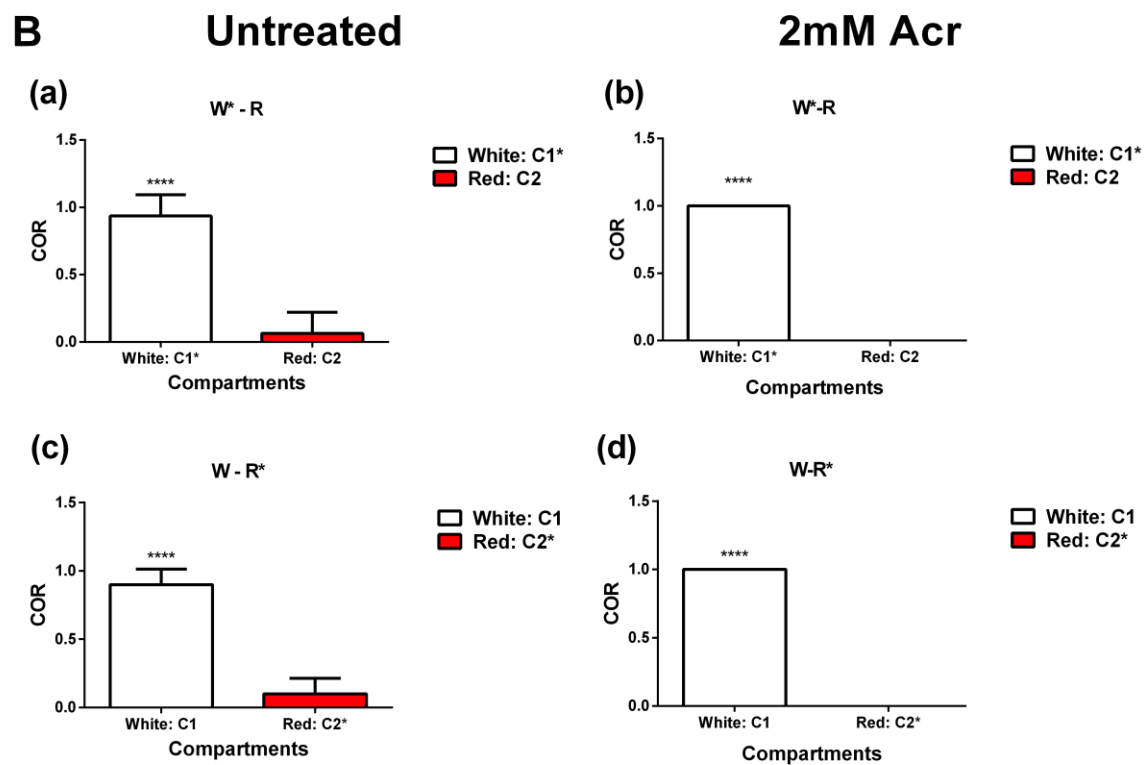 B Untreated 2mM Acr
(a)
W* - R
1.5
1.0
0.5
0.0
COR
****
White: C1* Red: C2
Compartments
White: C1*
Red: C2
(b)
W*-R
1.5
1.0
0.5
0.0
COR
****
White: C1* Red: C2
Compartments
White: C1*
Red: C2
(c)
W - R*
1.5
1.0
0.5
0.0
COR
****
White: C1 Red: C2*
Compartments
White: C1
Red: C2*
(d)
W-R*
1.5
1.0
0.5
0.0
COR
****
White: C1 Red: C2*
Compartments
White: C1
Red: C2*